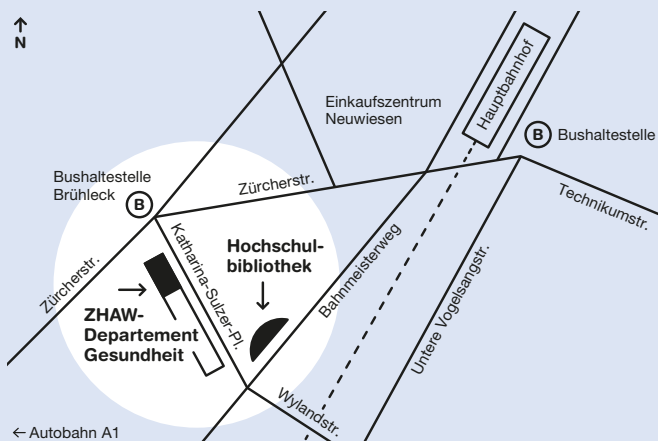 N
Einkaufszentrum
Neuwiesen
Hauptbahnhof
B
Bushaltestelle
Bushaltestelle
Brühleck
B
Zürcherstr.
Technikumstr.
Zürcherstr.
Katharina-Sulzer-Pl.
Hochschul-
bibliothek
Bahnmeisterweg
Untere Vogelsangstr.
ZHAW-
Departement
Gesundheit
Wylandstr.
← Autobahn A1